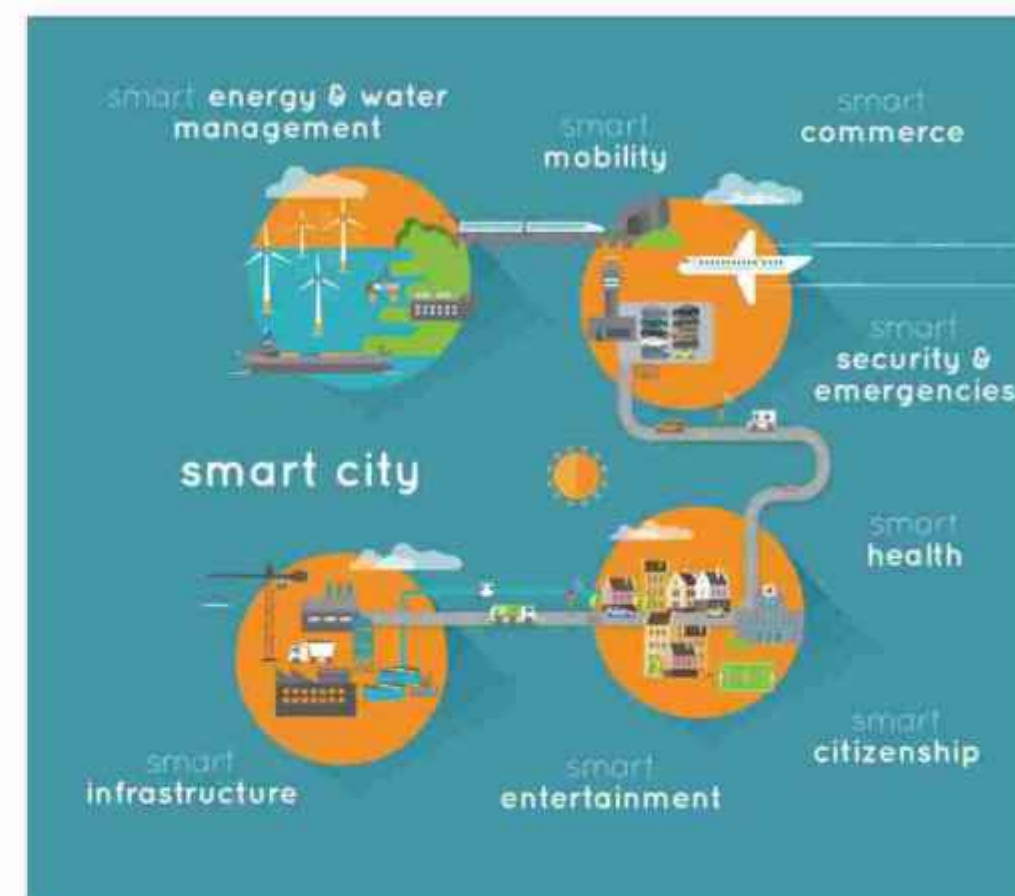 smart energy & water
management
smart
mobility
smart
commerce
smart
security &
emergencies
smart city
smart
health
smart
citizenship
smart
infrastructure
smart
entertainment